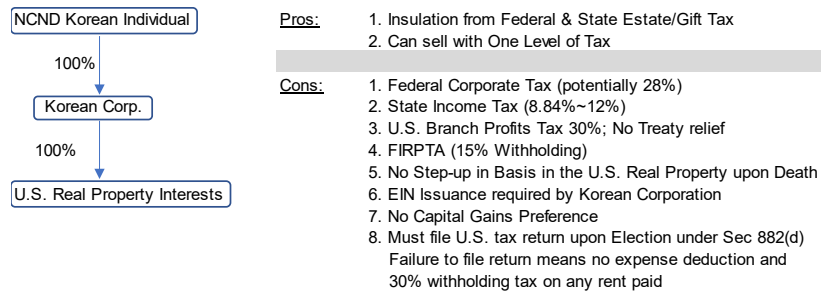 NCND Korean Individual
100%
Korean Corp.
100%
U.S. Real Property Interests
Pros:
1. Insulation from Federal & State Estate/Gift Tax
2. Can sell with One Level of Tax
Cons:
1. Federal Corporate Tax (potentially 28%)
2. State Income Tax (8.84%~12%)
3. U.S. Branch Profits Tax 30%; No Treaty relief
4. FIRPTA (15% Withholding)
5. No Step-up in Basis in the U.S. Real Property upon Death
6. EIN Issuance required by Korean Corporation
7. No Capital Gains Preference
8. Must file U.S. tax return upon Election under Sec 882(d)
Failure to file return means no expense deduction and
30% withholding tax on any rent paid